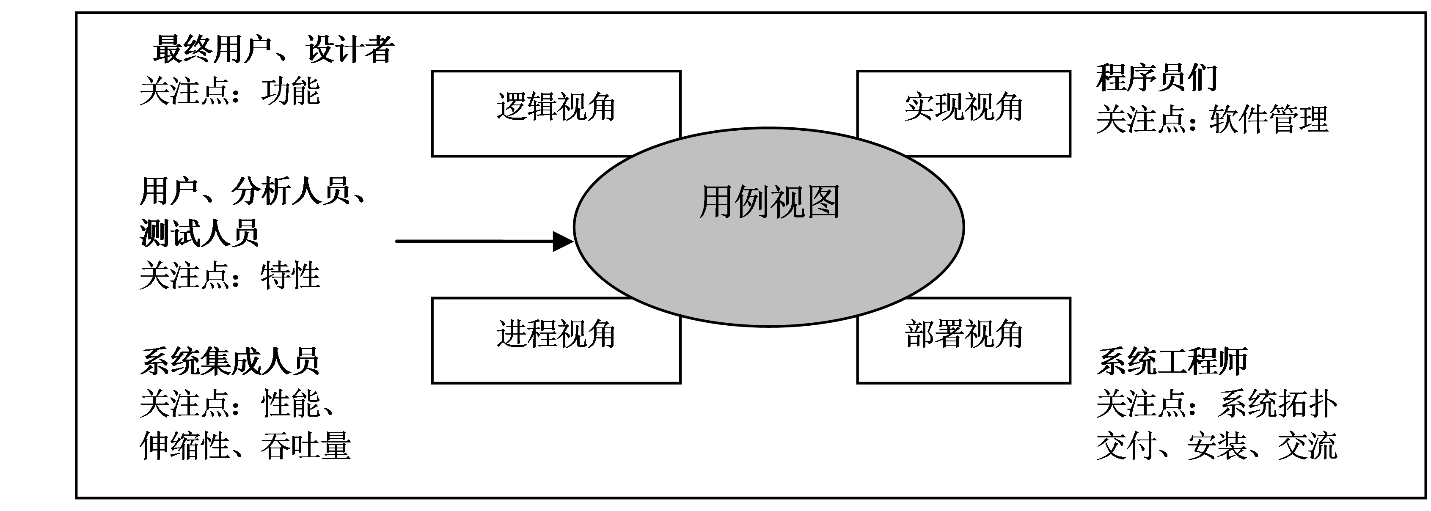 最终用户、设计者
关注点：功能
逻辑视角
实现视角
程序员们
关注点：软件管理
用户、分析人员、
测试人员
关注点：特性
用例视图
进程视角
部署视角
系统集成人员
关注点：性能、
伸缩性、吞吐量
系统工程师
关注点：系统拓扑
交付、安装、交流